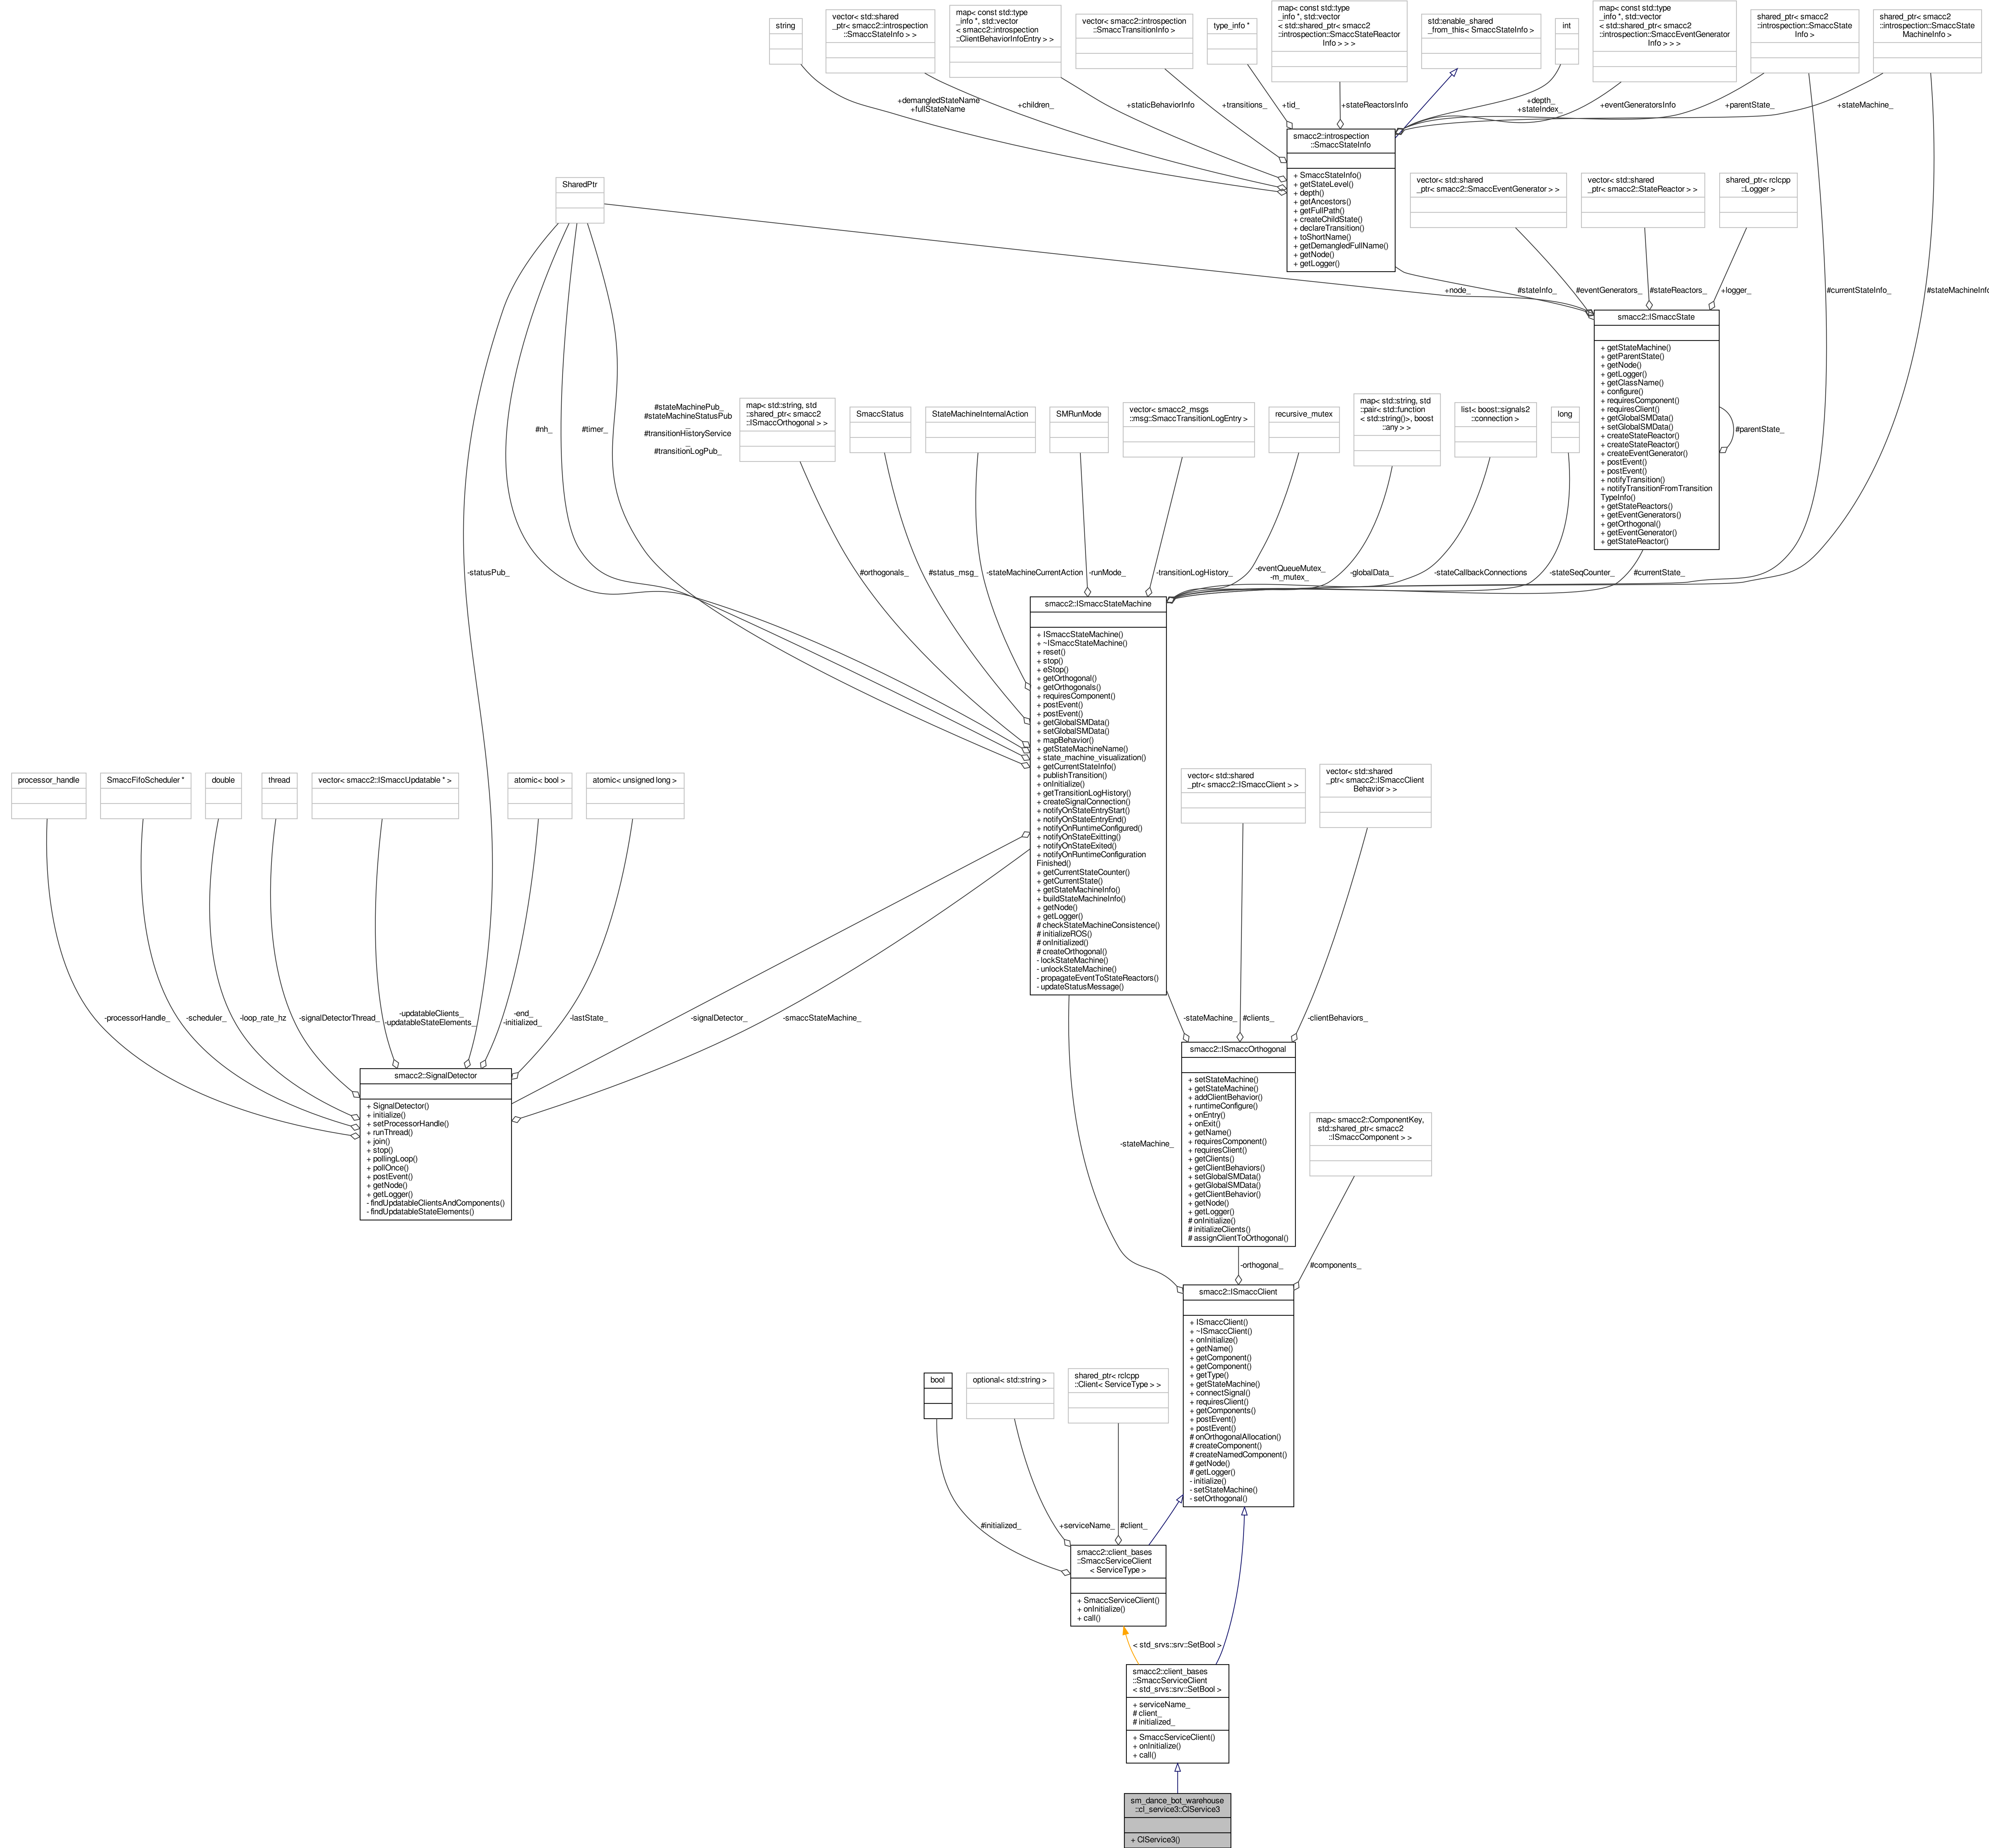 string
vector< std::shared
_ptr< smacc2::introspection
::SmaccStateInfo > >
map< const std::type
_info *, std::vector
< smacc2::introspection
::ClientBehaviorInfoEntry > >
vector< smacc2::introspection
::SmaccTransitionInfo >
type_info *
map< const std::type
_info *, std::vector
< std::shared_ptr< smacc2
::introspection::SmaccStateReactor
Info > > >
std::enable_shared
_from_this< SmaccStateInfo >
int
map< const std::type
_info *, std::vector
< std::shared_ptr< smacc2
::introspection::SmaccEventGenerator
Info > > >
shared_ptr< smacc2
::introspection::SmaccState
Info >
shared_ptr< smacc2
::introspection::SmaccState
MachineInfo >
+demangledStateName
+fullStateName
+children_
+staticBehaviorInfo
+transitions_
+tid_
+stateReactorsInfo
+depth_
+stateIndex_
+eventGeneratorsInfo
+parentState_
+stateMachine_
smacc2::introspection
::SmaccStateInfo
+ SmaccStateInfo()
+ getStateLevel()
+ depth()
+ getAncestors()
+ getFullPath()
+ createChildState()
+ declareTransition()
+ toShortName()
+ getDemangledFullName()
+ getNode()
+ getLogger()
SharedPtr
vector< std::shared
_ptr< smacc2::SmaccEventGenerator > >
vector< std::shared
_ptr< smacc2::StateReactor > >
shared_ptr< rclcpp
::Logger >
+node_
#stateInfo_
#eventGenerators_
#stateReactors_
+logger_
#currentStateInfo_
#stateMachineInfo
smacc2::ISmaccState
+ getStateMachine()
+ getParentState()
+ getNode()
+ getLogger()
+ getClassName()
+ configure()
+ requiresComponent()
+ requiresClient()
+ getGlobalSMData()
+ setGlobalSMData()
+ createStateReactor()
+ createStateReactor()
+ createEventGenerator()
+ postEvent()
+ postEvent()
+ notifyTransition()
+ notifyTransitionFromTransition
TypeInfo()
+ getStateReactors()
+ getEventGenerators()
+ getOrthogonal()
+ getEventGenerator()
+ getStateReactor()
#parentState_
#nh_
#timer_
#stateMachinePub_
#stateMachineStatusPub
_
#transitionHistoryService
_
#transitionLogPub_
map< std::string, std
::shared_ptr< smacc2
::ISmaccOrthogonal > >
SmaccStatus
StateMachineInternalAction
SMRunMode
vector< smacc2_msgs
::msg::SmaccTransitionLogEntry >
recursive_mutex
map< std::string, std
::pair< std::function
< std::string()>, boost
::any > >
list< boost::signals2
::connection >
long
-statusPub_
#orthogonals_
#status_msg_
-stateMachineCurrentAction
-runMode_
-transitionLogHistory_
-eventQueueMutex_
-m_mutex_
-globalData_
-stateCallbackConnections
-stateSeqCounter_
#currentState_
smacc2::ISmaccStateMachine
+ ISmaccStateMachine()
+ ~ISmaccStateMachine()
+ reset()
+ stop()
+ eStop()
+ getOrthogonal()
+ getOrthogonals()
+ requiresComponent()
+ postEvent()
+ postEvent()
+ getGlobalSMData()
+ setGlobalSMData()
+ mapBehavior()
+ getStateMachineName()
+ state_machine_visualization()
+ getCurrentStateInfo()
+ publishTransition()
+ onInitialize()
+ getTransitionLogHistory()
+ createSignalConnection()
+ notifyOnStateEntryStart()
+ notifyOnStateEntryEnd()
+ notifyOnRuntimeConfigured()
+ notifyOnStateExitting()
+ notifyOnStateExited()
+ notifyOnRuntimeConfiguration
Finished()
+ getCurrentStateCounter()
+ getCurrentState()
+ getStateMachineInfo()
+ buildStateMachineInfo()
+ getNode()
+ getLogger()
# checkStateMachineConsistence()
# initializeROS()
# onInitialized()
# createOrthogonal()
- lockStateMachine()
- unlockStateMachine()
- propagateEventToStateReactors()
- updateStatusMessage()
processor_handle
SmaccFifoScheduler *
double
thread
vector< smacc2::ISmaccUpdatable * >
atomic< bool >
atomic< unsigned long >
vector< std::shared
_ptr< smacc2::ISmaccClient > >
vector< std::shared
_ptr< smacc2::ISmaccClient
Behavior > >
-processorHandle_
-scheduler_
-loop_rate_hz
-signalDetectorThread_
-updatableClients_
-updatableStateElements_
-end_
-initialized_
-lastState_
-signalDetector_
-smaccStateMachine_
-stateMachine_
#clients_
-clientBehaviors_
smacc2::SignalDetector
+ SignalDetector()
+ initialize()
+ setProcessorHandle()
+ runThread()
+ join()
+ stop()
+ pollingLoop()
+ pollOnce()
+ postEvent()
+ getNode()
+ getLogger()
- findUpdatableClientsAndComponents()
- findUpdatableStateElements()
smacc2::ISmaccOrthogonal
+ setStateMachine()
+ getStateMachine()
+ addClientBehavior()
+ runtimeConfigure()
+ onEntry()
+ onExit()
+ getName()
+ requiresComponent()
+ requiresClient()
+ getClients()
+ getClientBehaviors()
+ setGlobalSMData()
+ getGlobalSMData()
+ getClientBehavior()
+ getNode()
+ getLogger()
# onInitialize()
# initializeClients()
# assignClientToOrthogonal()
map< smacc2::ComponentKey,
std::shared_ptr< smacc2
::ISmaccComponent > >
-stateMachine_
-orthogonal_
#components_
smacc2::ISmaccClient
+ ISmaccClient()
+ ~ISmaccClient()
+ onInitialize()
+ getName()
+ getComponent()
+ getComponent()
+ getType()
+ getStateMachine()
+ connectSignal()
+ requiresClient()
+ getComponents()
+ postEvent()
+ postEvent()
# onOrthogonalAllocation()
# createComponent()
# createNamedComponent()
# getNode()
# getLogger()
- initialize()
- setStateMachine()
- setOrthogonal()
bool
optional< std::string >
shared_ptr< rclcpp
::Client< ServiceType > >
#initialized_
+serviceName_
#client_
smacc2::client_bases
::SmaccServiceClient
< ServiceType >
+ SmaccServiceClient()
+ onInitialize()
+ call()
< std_srvs::srv::SetBool >
smacc2::client_bases
::SmaccServiceClient
< std_srvs::srv::SetBool >
+ serviceName_
# client_
# initialized_
+ SmaccServiceClient()
+ onInitialize()
+ call()
sm_dance_bot_warehouse
::cl_service3::ClService3
+ ClService3()